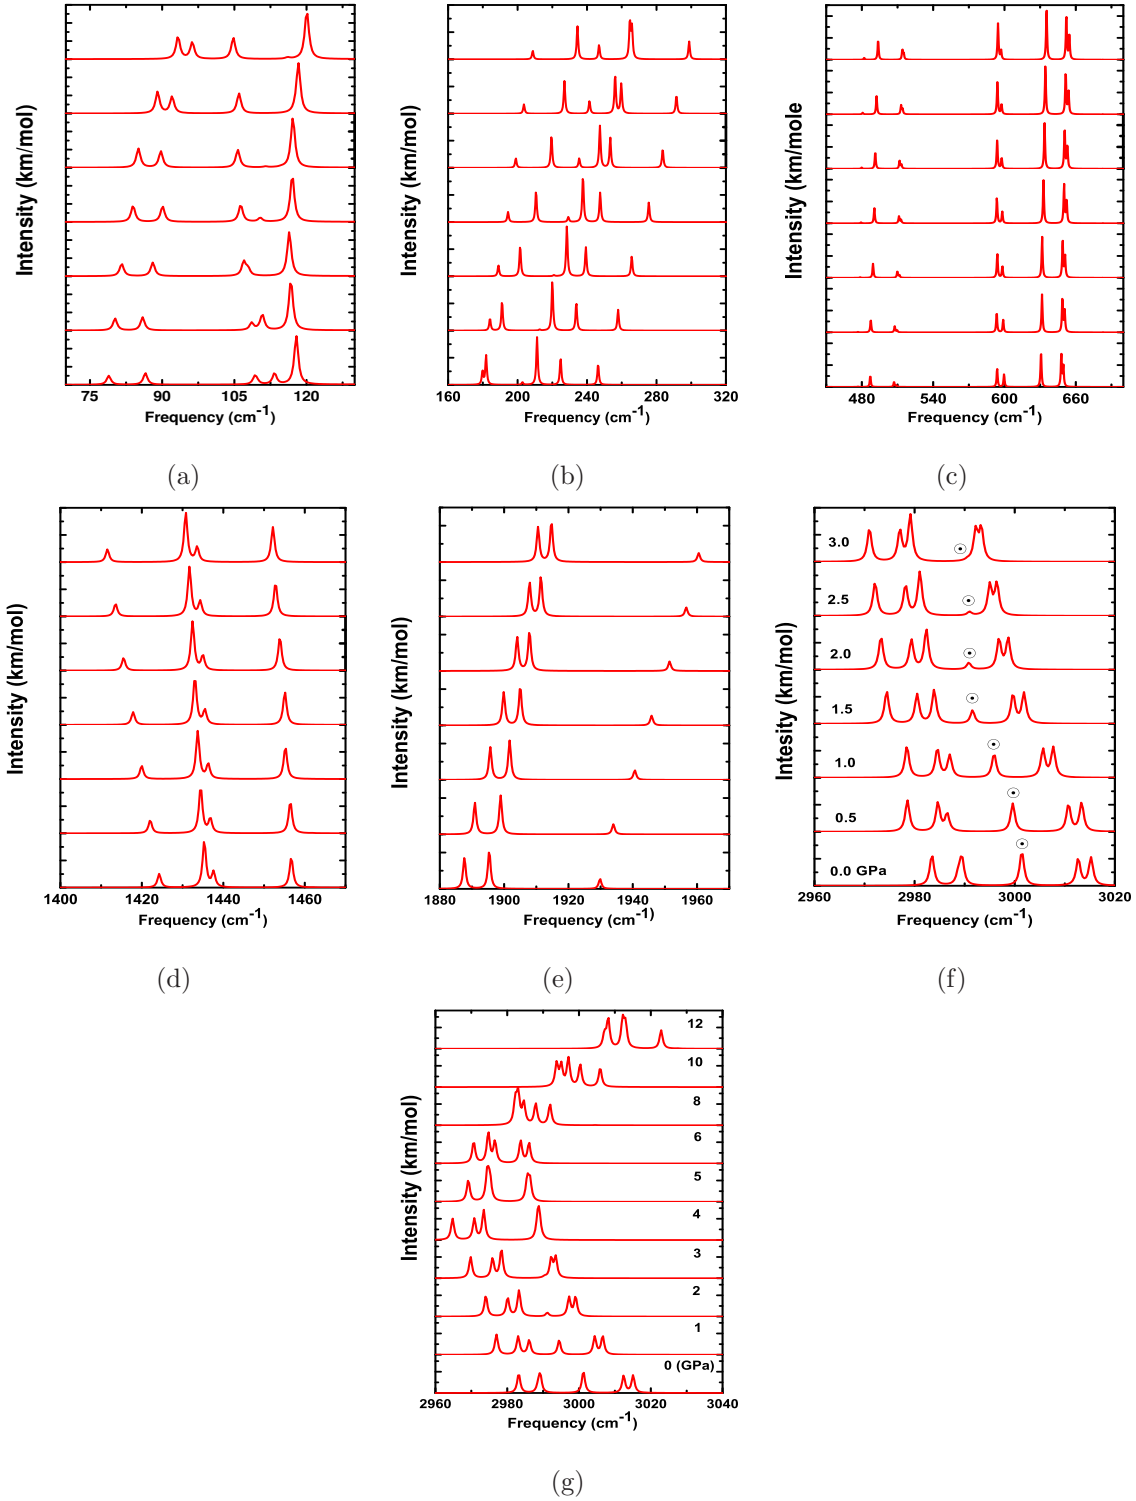 Intensity (km/mol)
75 90 105 120
Frequency (cm-1)
(a)
Intensity (km/mol)
160 200 240 280 320
Frequency (cm-1)
(b)
Intensity (km/mole
480 540 600 660
Frequency (cm-1)
(c)
Intensity (km/mol)
1400 1420 1440 1460
Frequency (cm-1)
(d)
Intensity (km/mol)
1880 1900 1920 1940 1960
Frequency (cm-1)
(e)
Intesity (km/mol)
3.0
2.5
2.0
1.5
1.0
0.5
0.0 GPa
2960 2980 3000 3020
Frequency (cm-1)
(f)
Intensity (km/mol)
12
10
8
6
5
4
3
2
1
0 (GPa)
2960 2980 3000 3020 3040
Frequency (cm-1)
(g)